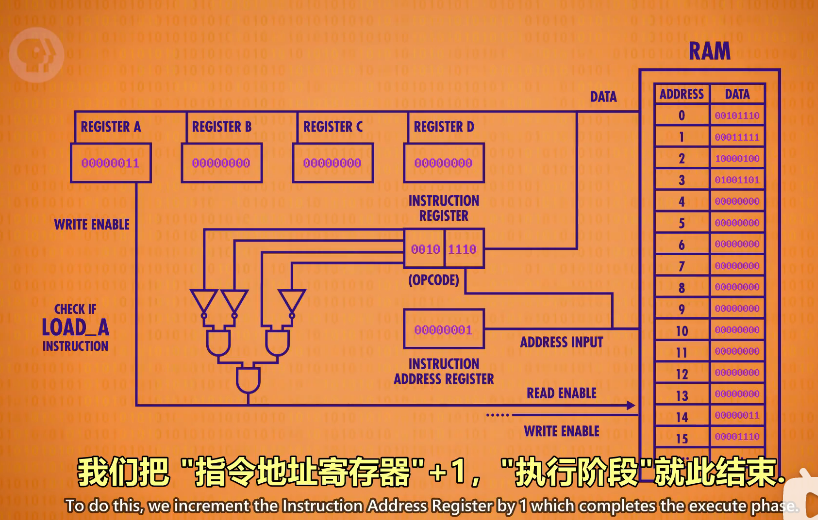 PBS
RAM
DATA
ADDRESS DATA
0 00101110
1 00011111
2 10000100
3 01001101
4 00000000
5 00000000
6 00000000
7 00000000
8 00000000
9 00000000
10 00000000
11 00000000
12 00000000
13 00000000
14 00000011
15 00001110
REGISTER A
REGISTER B
REGISTER C
REGISTER D
00000011
00000000
00000000
00000000
WRITE ENABLE
INSTRUCTION
REGISTER
0010 1110
(OPCODE)
CHECK IF
LOAD_A
INSTRUCTION
00000001
ADDRESS INPUT
INSTRUCTION
ADDRESS REGISTER
READ ENABLE
WRITE ENABLE
我们把 "指令地址寄存器"+1，"执行阶段"就此结束.
To do this, we increment the Instruction Address Register by 1 which completes the execute phase.